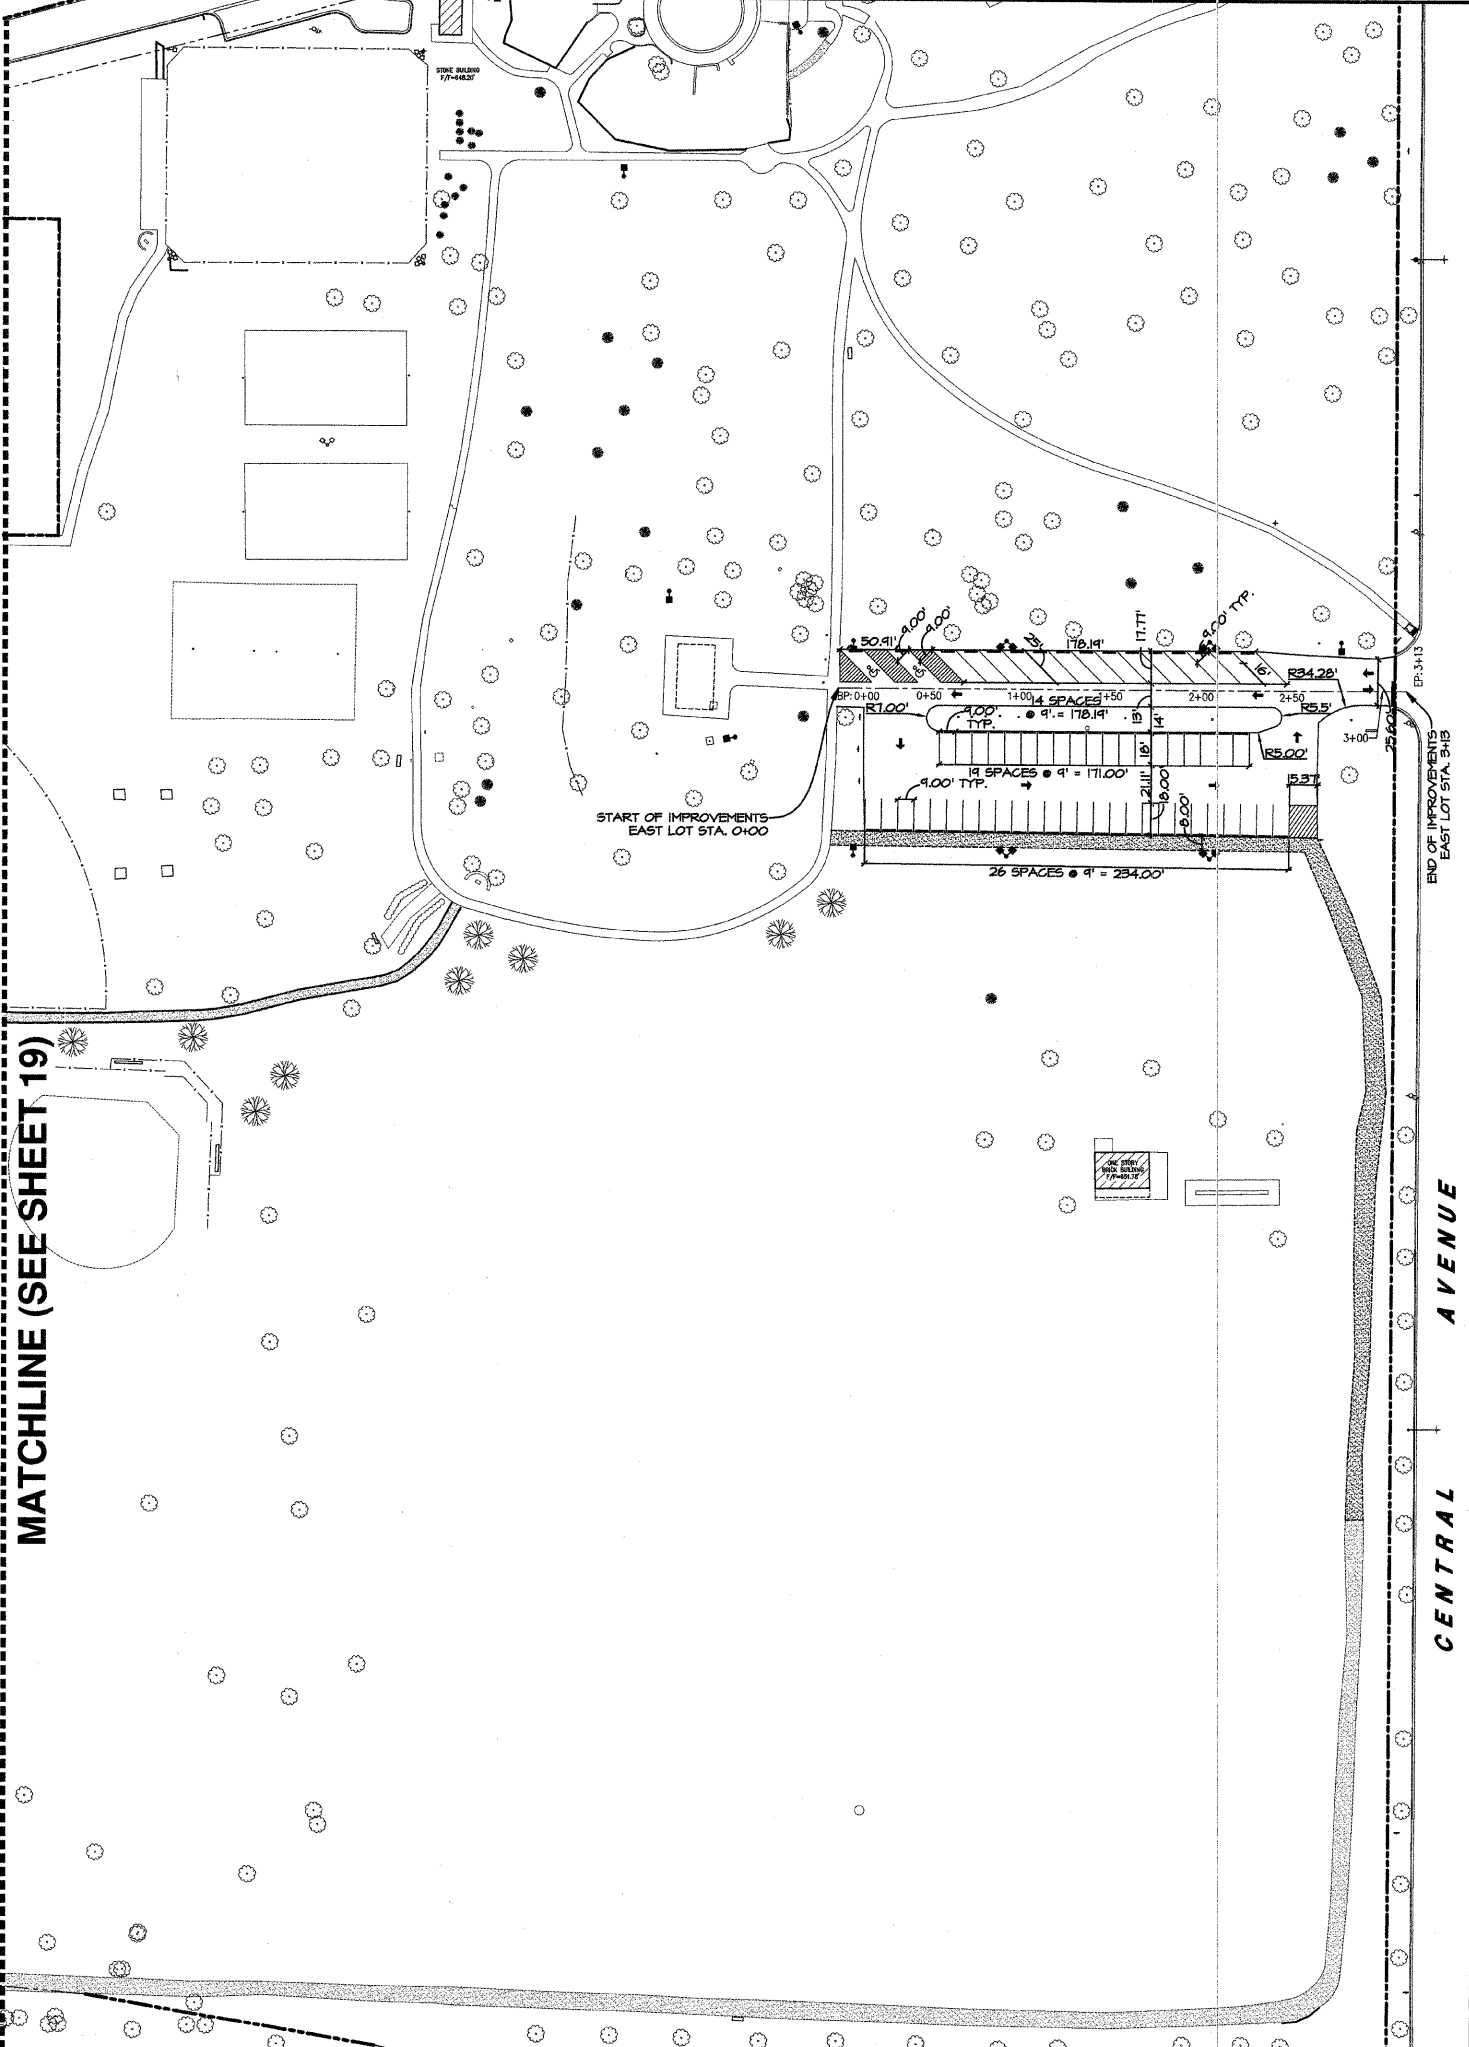 STONE BUILDING
F/F=648.20'
50.91'
9.00'
9.00'
25'
178.19'
17.77'
9.00' TYP.
16'
R34.28'
EP: 3+13
BP: 0+00
0+50
1+00
1+50
2+00
2+50
3+00
14 SPACES
@ 9' = 178.19'
R7.00'
9.00'
TYP.
13'
14'
R5.5'
R5.00'
18'
19 SPACES @ 9' = 171.00'
9.00' TYP.
21.11'
18.00'
8.00'
15.37'
25.60'
26 SPACES @ 9' = 234.00'
START OF IMPROVEMENTS
EAST LOT STA. 0+00
END OF IMPROVEMENTS
EAST LOT STA. 3+13
MATCHLINE (SEE SHEET 19)
ONE STORY
BRICK BUILDING
CENTRAL AVENUE